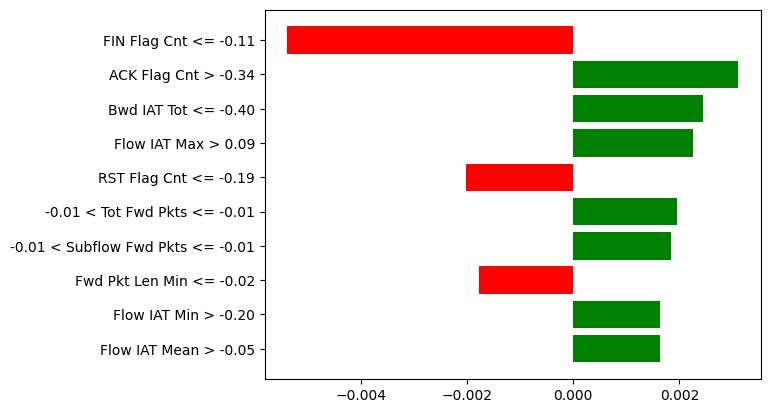 FIN Flag Cnt <= -0.11
ACK Flag Cnt > -0.34
Bwd IAT Tot <= -0.40
Flow IAT Max > 0.09
RST Flag Cnt <= -0.19
-0.01 < Tot Fwd Pkts <= -0.01
-0.01 < Subflow Fwd Pkts <= -0.01
Fwd Pkt Len Min <= -0.02
Flow IAT Min > -0.20
Flow IAT Mean > -0.05
−0.004 −0.002 0.000 0.002